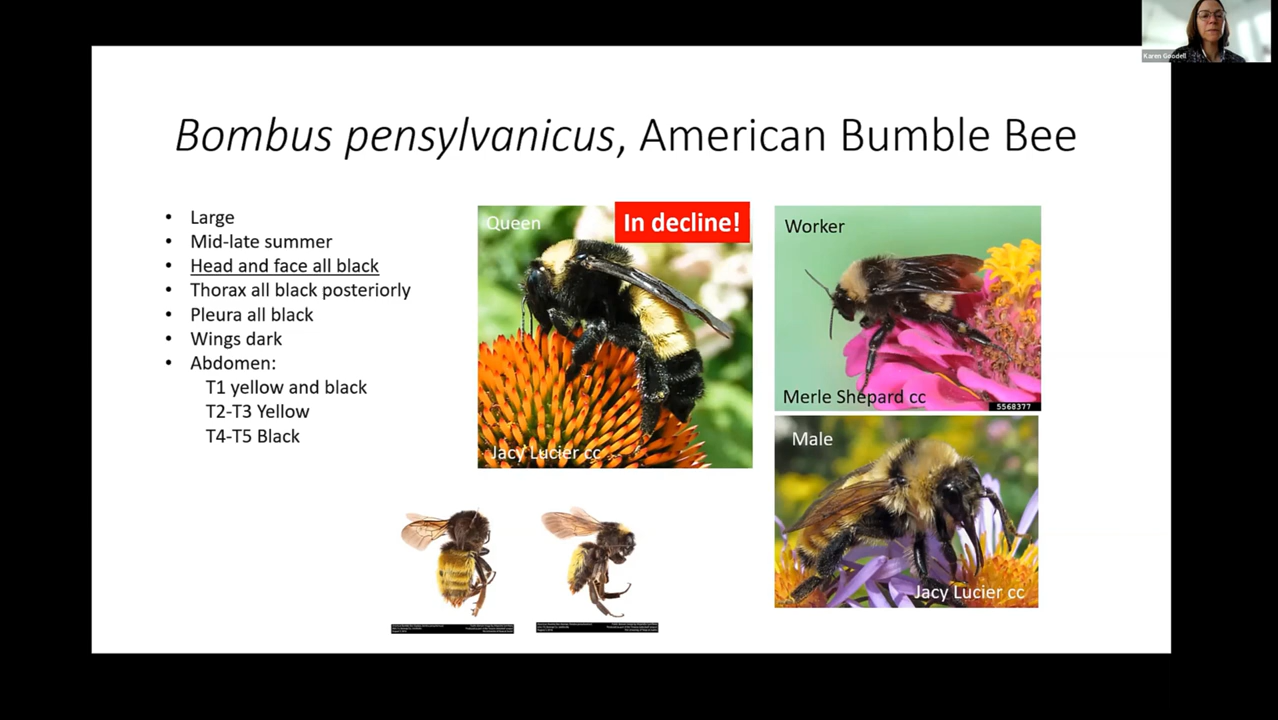 Karen Goodell
Bombus pensylvanicus, American Bumble Bee
• Large
• Mid-late summer
• Head and face all black
• Thorax all black posteriorly
• Pleura all black
• Wings dark
• Abdomen:
T1 yellow and black
T2-T3 Yellow
T4-T5 Black
Queen
In decline!
Jacy Lucier cc
Worker
Merle Shepard cc
5568377
Male
Jacy Lucier cc